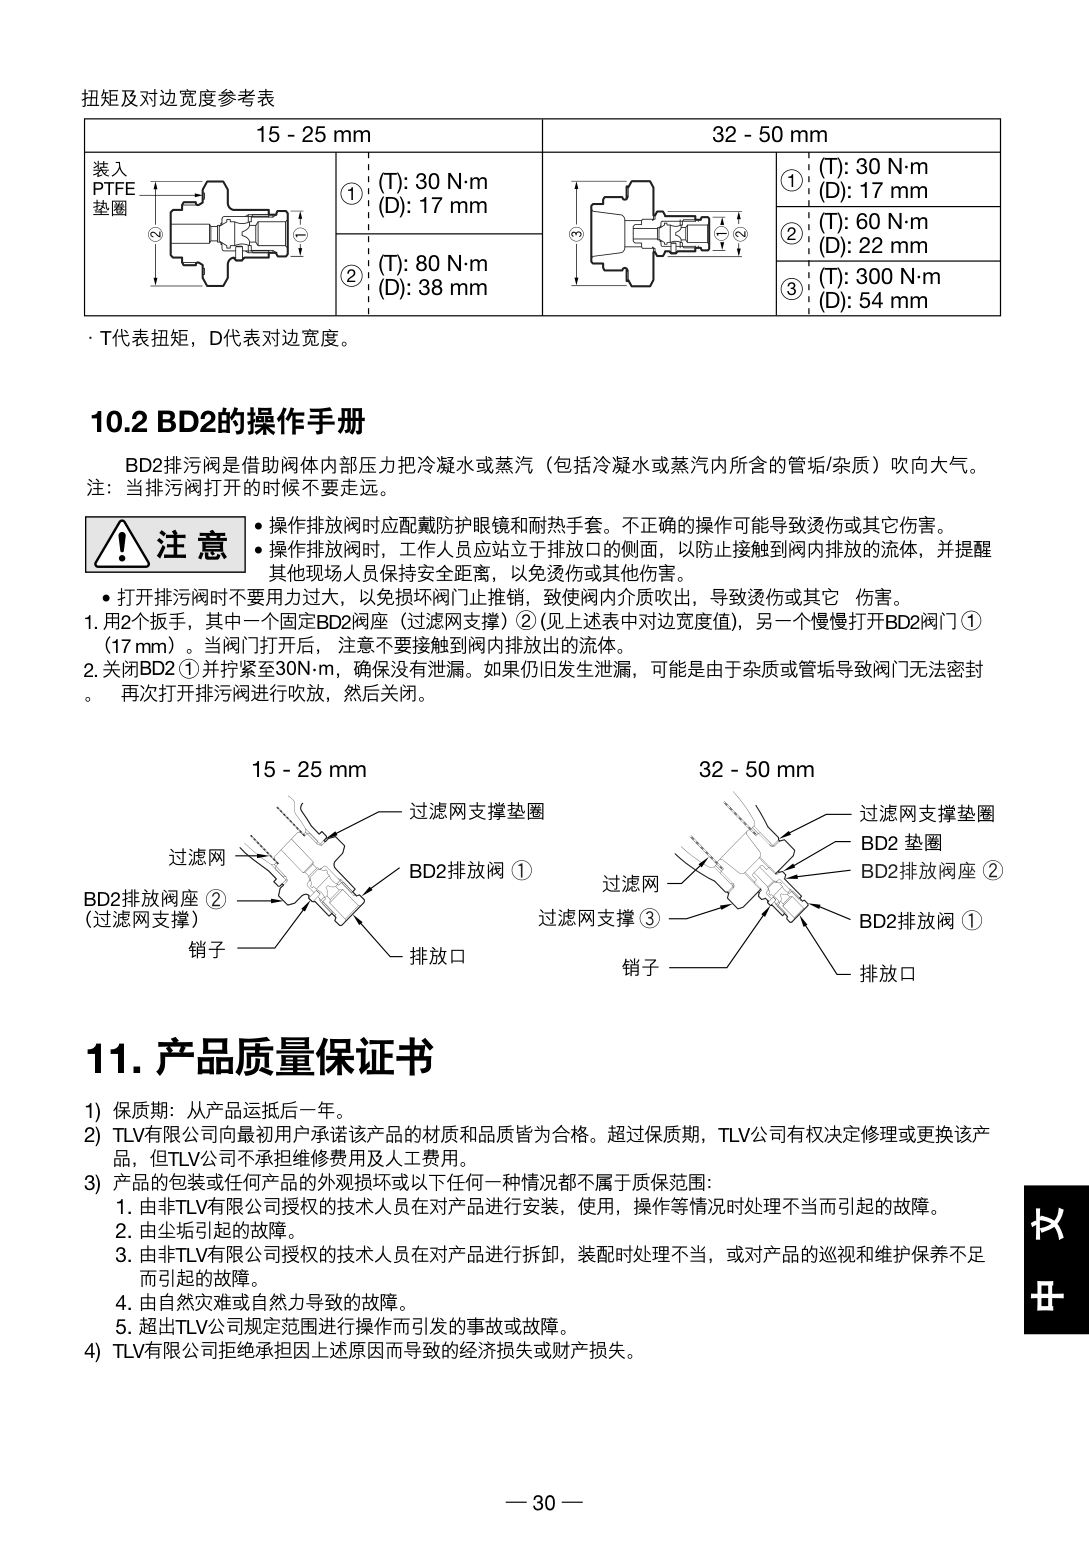 扭矩及对边宽度参考表
15 - 25 mm
32 - 50 mm
装入
PTFE
垫圈
②
①
① (T): 30 N·m
(D): 17 mm
② (T): 80 N·m
(D): 38 mm
③
①
②
① (T): 30 N·m
(D): 17 mm
② (T): 60 N·m
(D): 22 mm
③ (T): 300 N·m
(D): 54 mm
· T代表扭矩，D代表对边宽度。
10.2 BD2的操作手册
BD2排污阀是借助阀体内部压力把冷凝水或蒸汽（包括冷凝水或蒸汽内所含的管垢/杂质）吹向大气。
注：当排污阀打开的时候不要走远。
注 意
• 操作排放阀时应配戴防护眼镜和耐热手套。不正确的操作可能导致烫伤或其它伤害。
• 操作排放阀时，工作人员应站立于排放口的侧面，以防止接触到阀内排放的流体，并提醒
其他现场人员保持安全距离，以免烫伤或其他伤害。
• 打开排污阀时不要用力过大，以免损坏阀门止推销，致使阀内介质吹出，导致烫伤或其它 伤害。
1. 用2个扳手，其中一个固定BD2阀座（过滤网支撑）② (见上述表中对边宽度值)，另一个慢慢打开BD2阀门 ①
（17 mm）。当阀门打开后， 注意不要接触到阀内排放出的流体。
2. 关闭BD2 ① 并拧紧至30N·m，确保没有泄漏。如果仍旧发生泄漏，可能是由于杂质或管垢导致阀门无法密封
。 再次打开排污阀进行吹放，然后关闭。
15 - 25 mm
过滤网支撑垫圈
过滤网
BD2排放阀 ①
BD2排放阀座 ②
（过滤网支撑）
销子
排放口
32 - 50 mm
过滤网支撑垫圈
BD2 垫圈
BD2排放阀座 ②
过滤网
过滤网支撑 ③
BD2排放阀 ①
销子
排放口
11. 产品质量保证书
1) 保质期：从产品运抵后一年。
2) TLV有限公司向最初用户承诺该产品的材质和品质皆为合格。超过保质期，TLV公司有权决定修理或更换该产
品，但TLV公司不承担维修费用及人工费用。
3) 产品的包装或任何产品的外观损坏或以下任何一种情况都不属于质保范围：
1. 由非TLV有限公司授权的技术人员在对产品进行安装，使用，操作等情况时处理不当而引起的故障。
2. 由尘垢引起的故障。
3. 由非TLV有限公司授权的技术人员在对产品进行拆卸，装配时处理不当，或对产品的巡视和维护保养不足
而引起的故障。
4. 由自然灾难或自然力导致的故障。
5. 超出TLV公司规定范围进行操作而引发的事故或故障。
4) TLV有限公司拒绝承担因上述原因而导致的经济损失或财产损失。
中 文
— 30 —